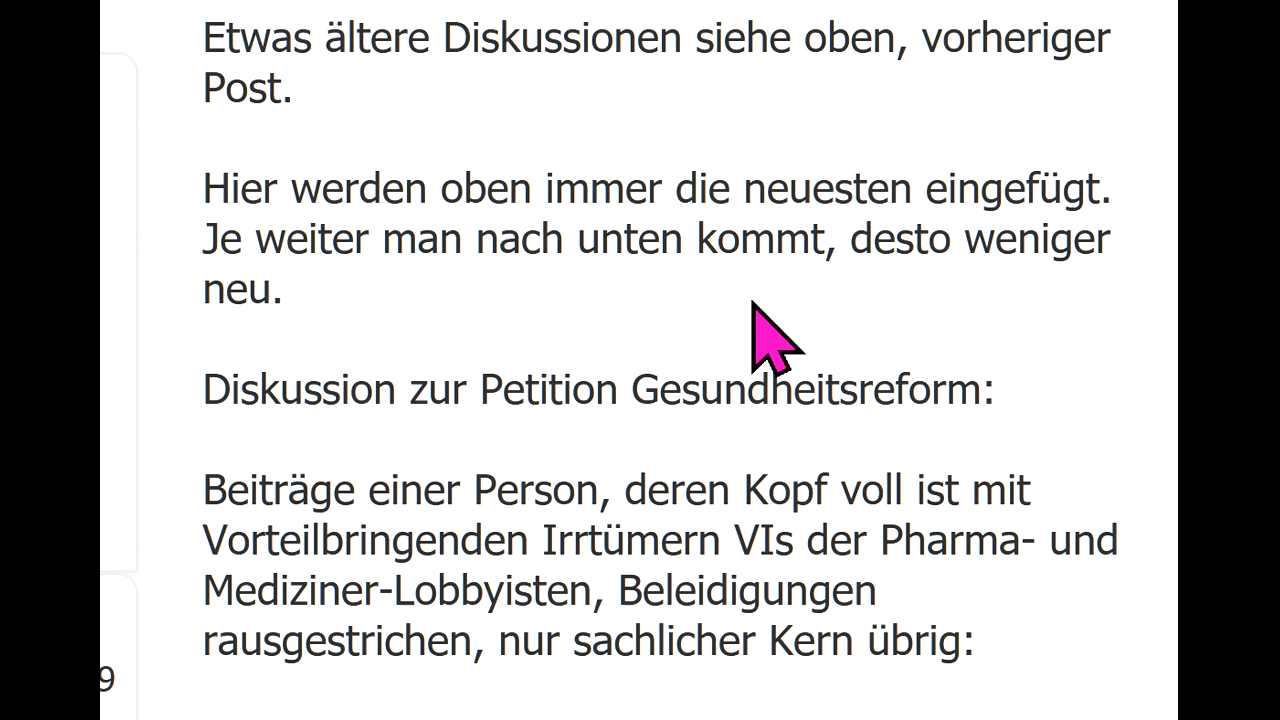 Etwas ältere Diskussionen siehe oben, vorheriger
Post.
Hier werden oben immer die neuesten eingefügt.
Je weiter man nach unten kommt, desto weniger
neu.
Diskussion zur Petition Gesundheitsreform:
Beiträge einer Person, deren Kopf voll ist mit
Vorteilbringenden Irrtümern VIs der Pharma- und
Mediziner-Lobbyisten, Beleidigungen
rausgestrichen, nur sachlicher Kern übrig:
9